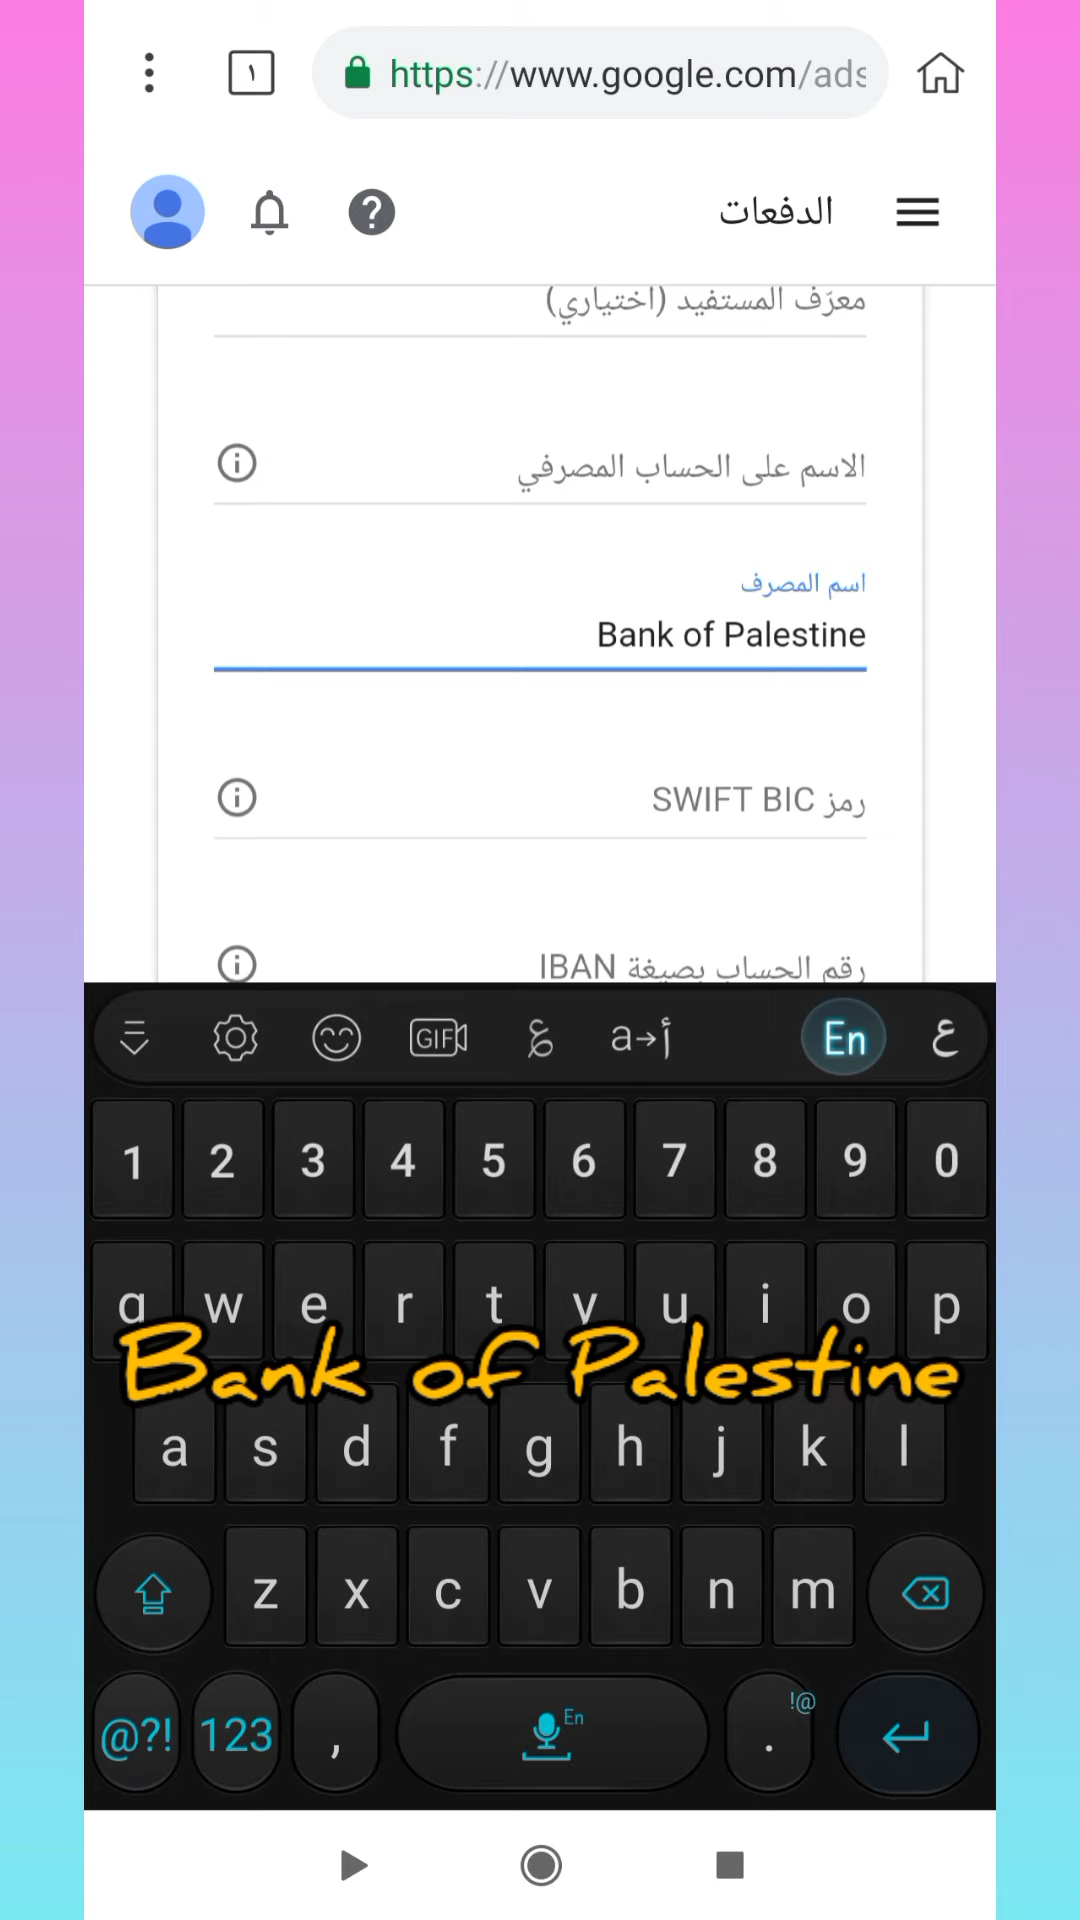 ١ https://www.google.com/ads
الدفعات
معرّف المستفيد (اختياري)
الاسم على الحساب المصرفي
اسم المصرف
Bank of Palestine
رمز SWIFT BIC
رقم الحساب بصيغة IBAN
GIF a→أ En ع
1 2 3 4 5 6 7 8 9 0
q w e r t y u i o p
Bank of Palestine
a s d f g h j k l
z x c v b n m
@?! 123 , En . !@